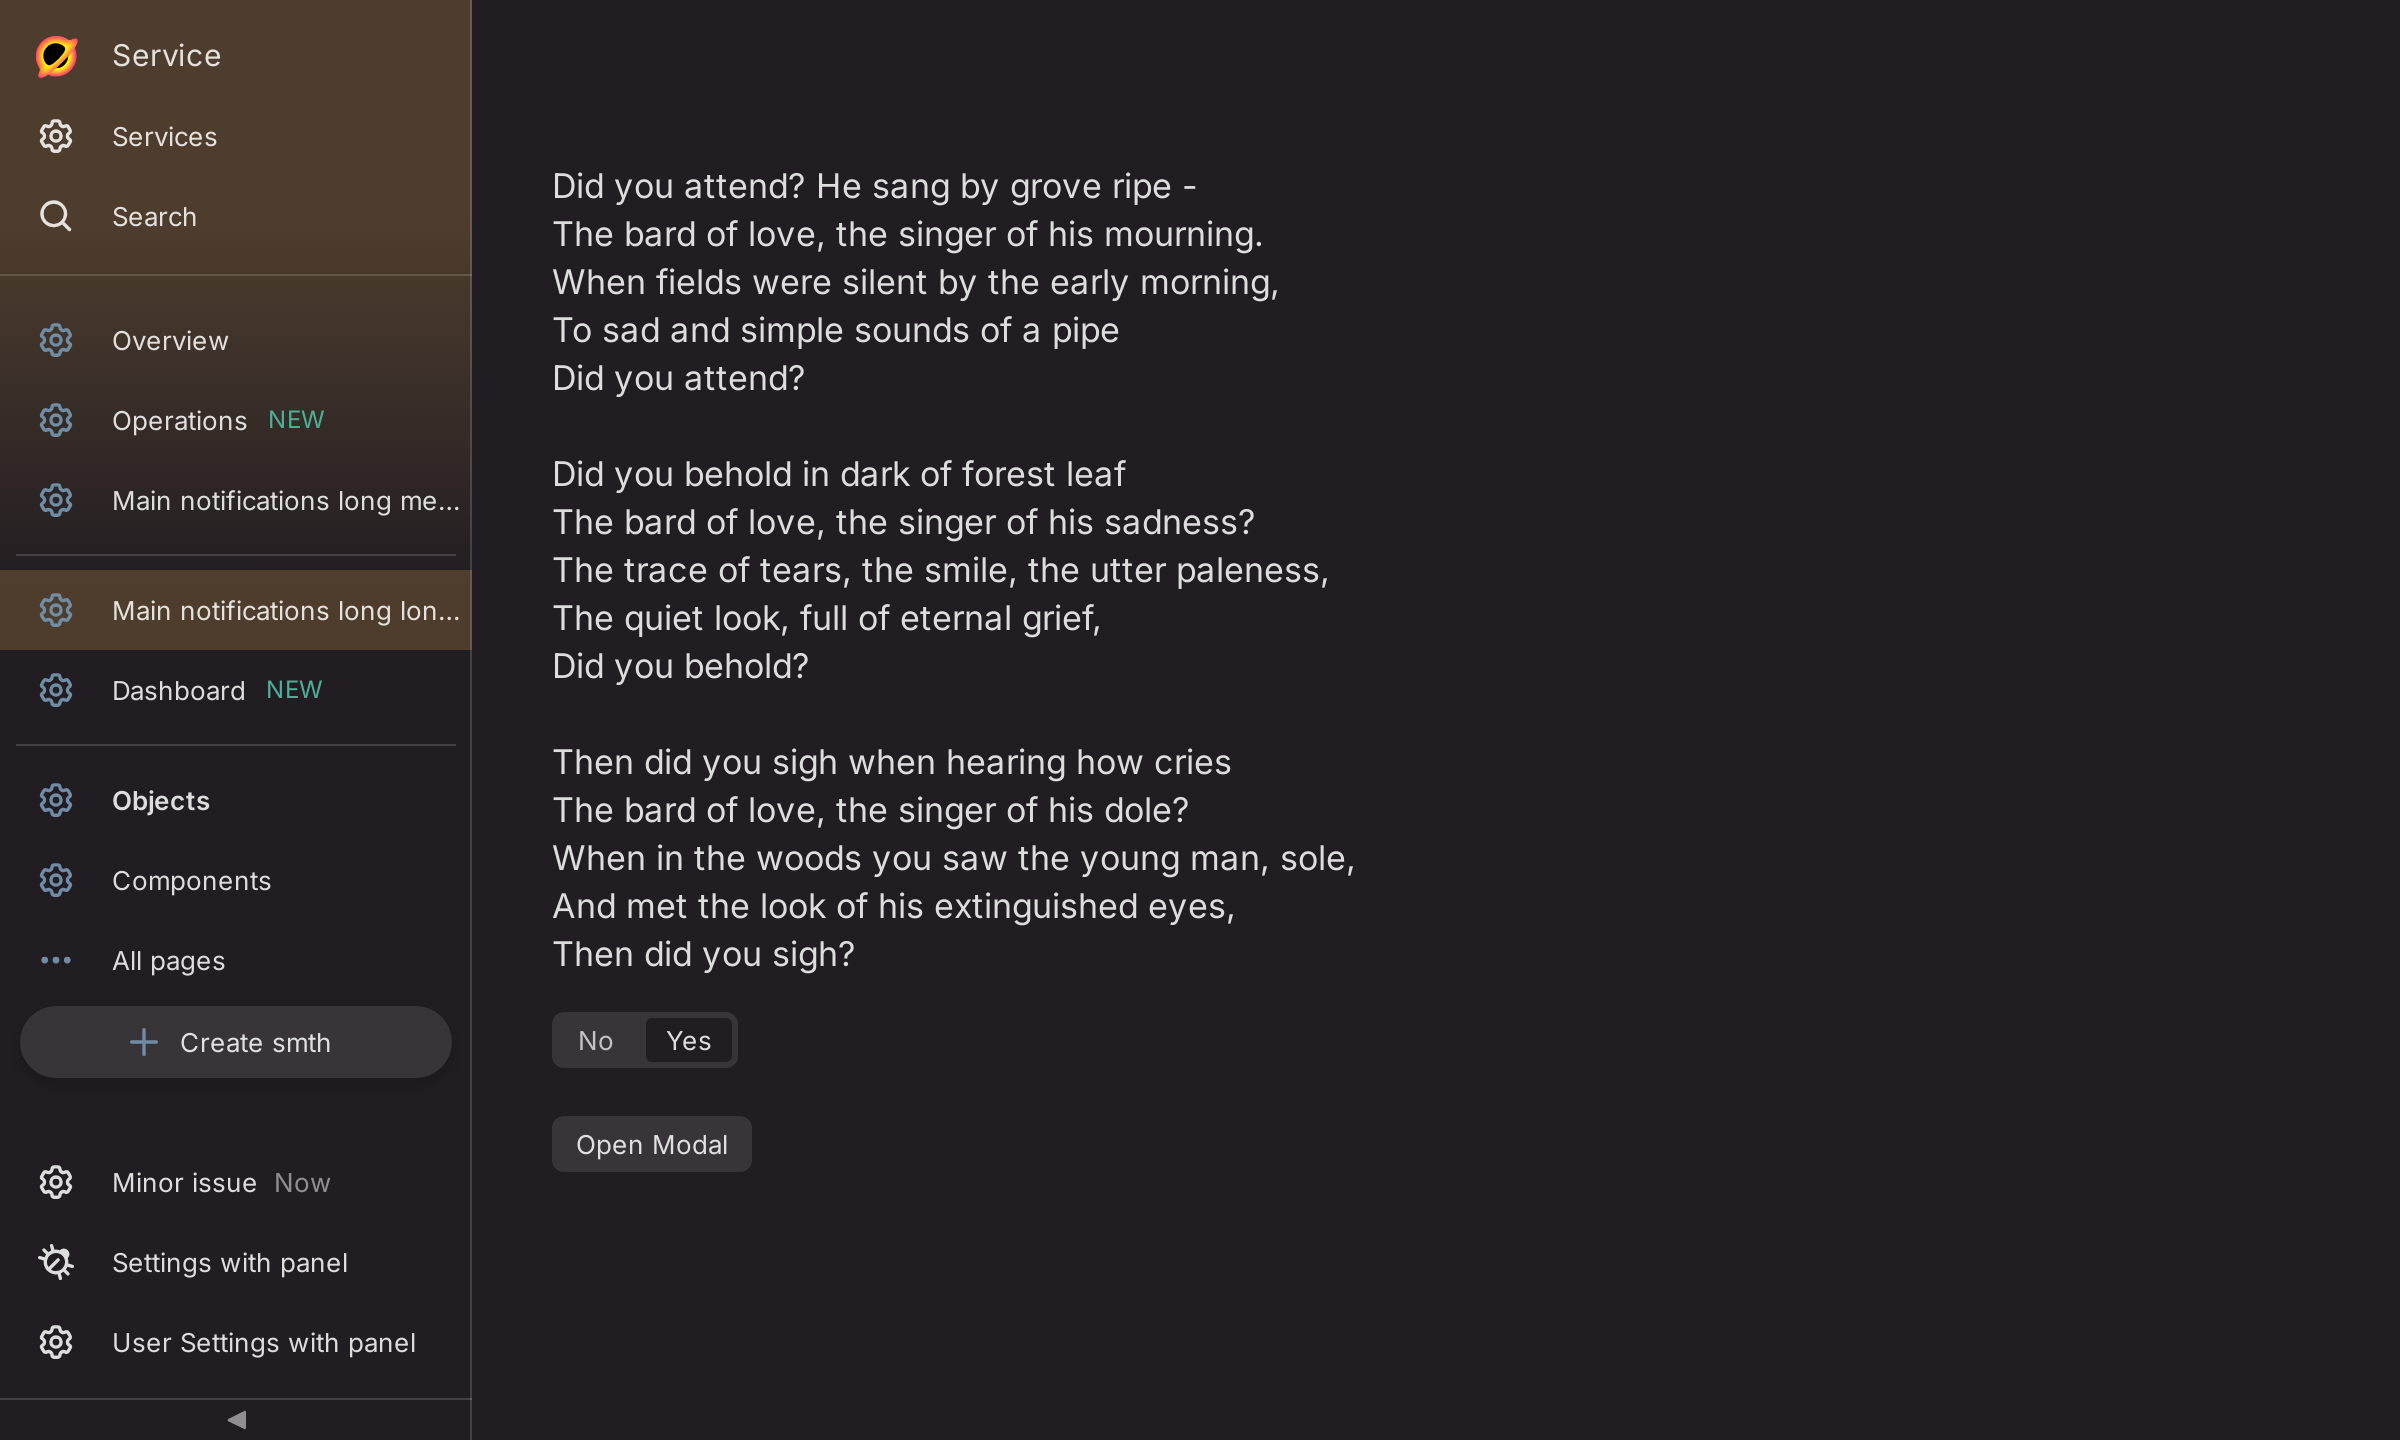 Service
Services
Search
Overview
Operations NEW
Main notifications long me...
Main notifications long lon...
Dashboard NEW
Objects
Components
All pages
Create smth
Minor issue Now
Settings with panel
User Settings with panel
Did you attend? He sang by grove ripe -
The bard of love, the singer of his mourning.
When fields were silent by the early morning,
To sad and simple sounds of a pipe
Did you attend?
Did you behold in dark of forest leaf
The bard of love, the singer of his sadness?
The trace of tears, the smile, the utter paleness,
The quiet look, full of eternal grief,
Did you behold?
Then did you sigh when hearing how cries
The bard of love, the singer of his dole?
When in the woods you saw the young man, sole,
And met the look of his extinguished eyes,
Then did you sigh?
No Yes
Open Modal